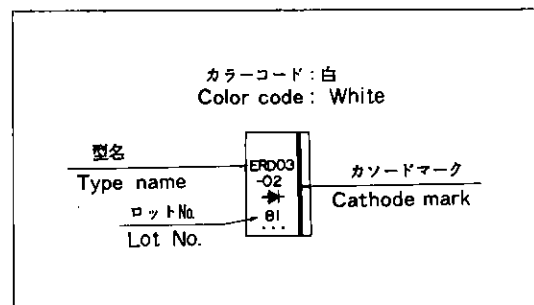 カラーコード : 白
Color code : White
型名
Type name
ERD03
-02
81
カソードマーク
Cathode mark
ロットNo.
Lot No.